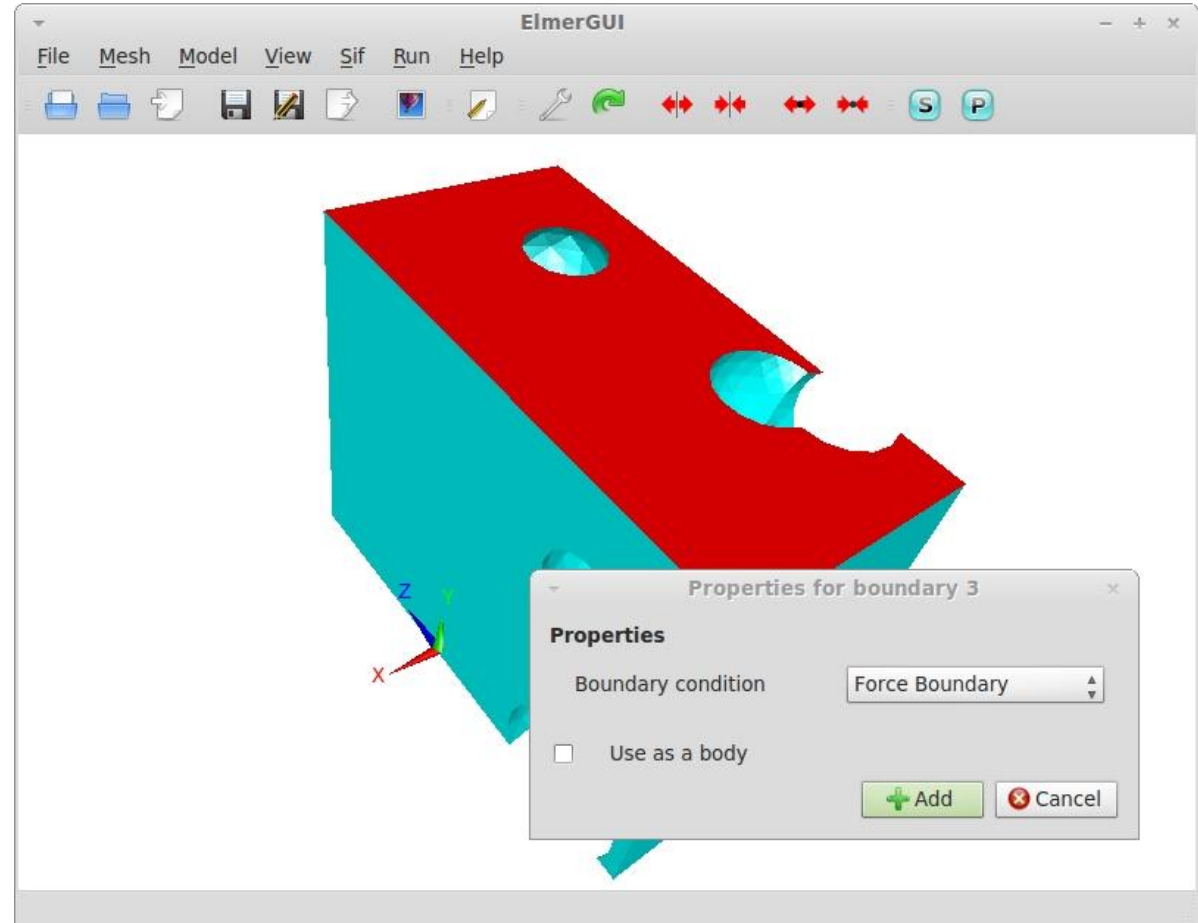 ElmerGUI
File Mesh Model View Sif Run Help
S P
Z Y
X
Properties for boundary 3
Properties
Boundary condition Force Boundary
Use as a body
Add Cancel